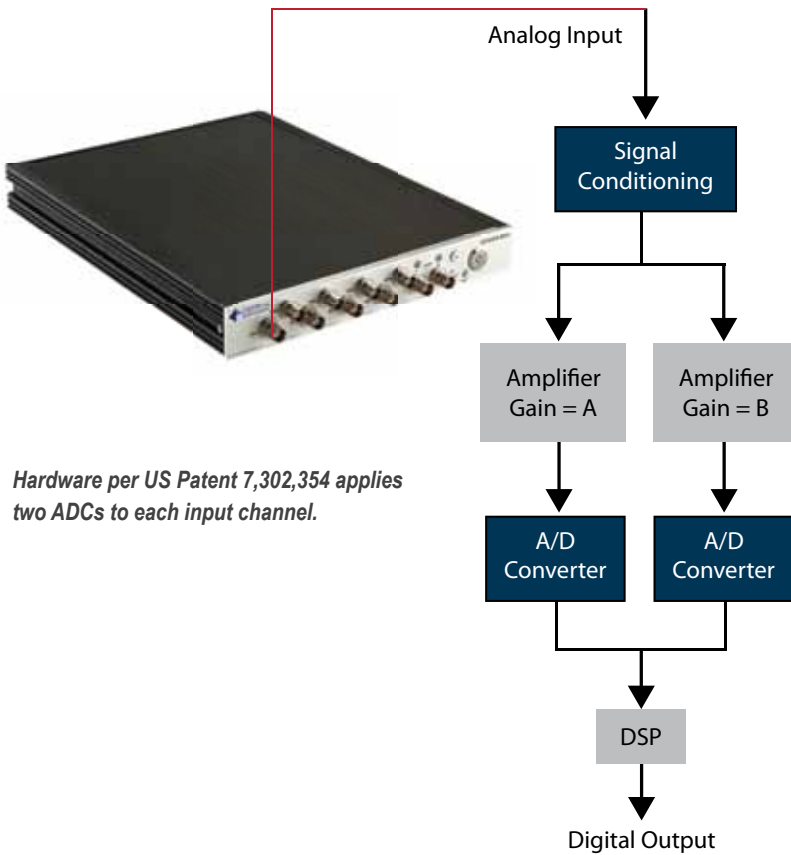 Analog Input
Signal
Conditioning
Amplifier
Gain = A
Amplifier
Gain = B
Hardware per US Patent 7,302,354 applies
two ADCs to each input channel.
A/D
Converter
A/D
Converter
DSP
Digital Output